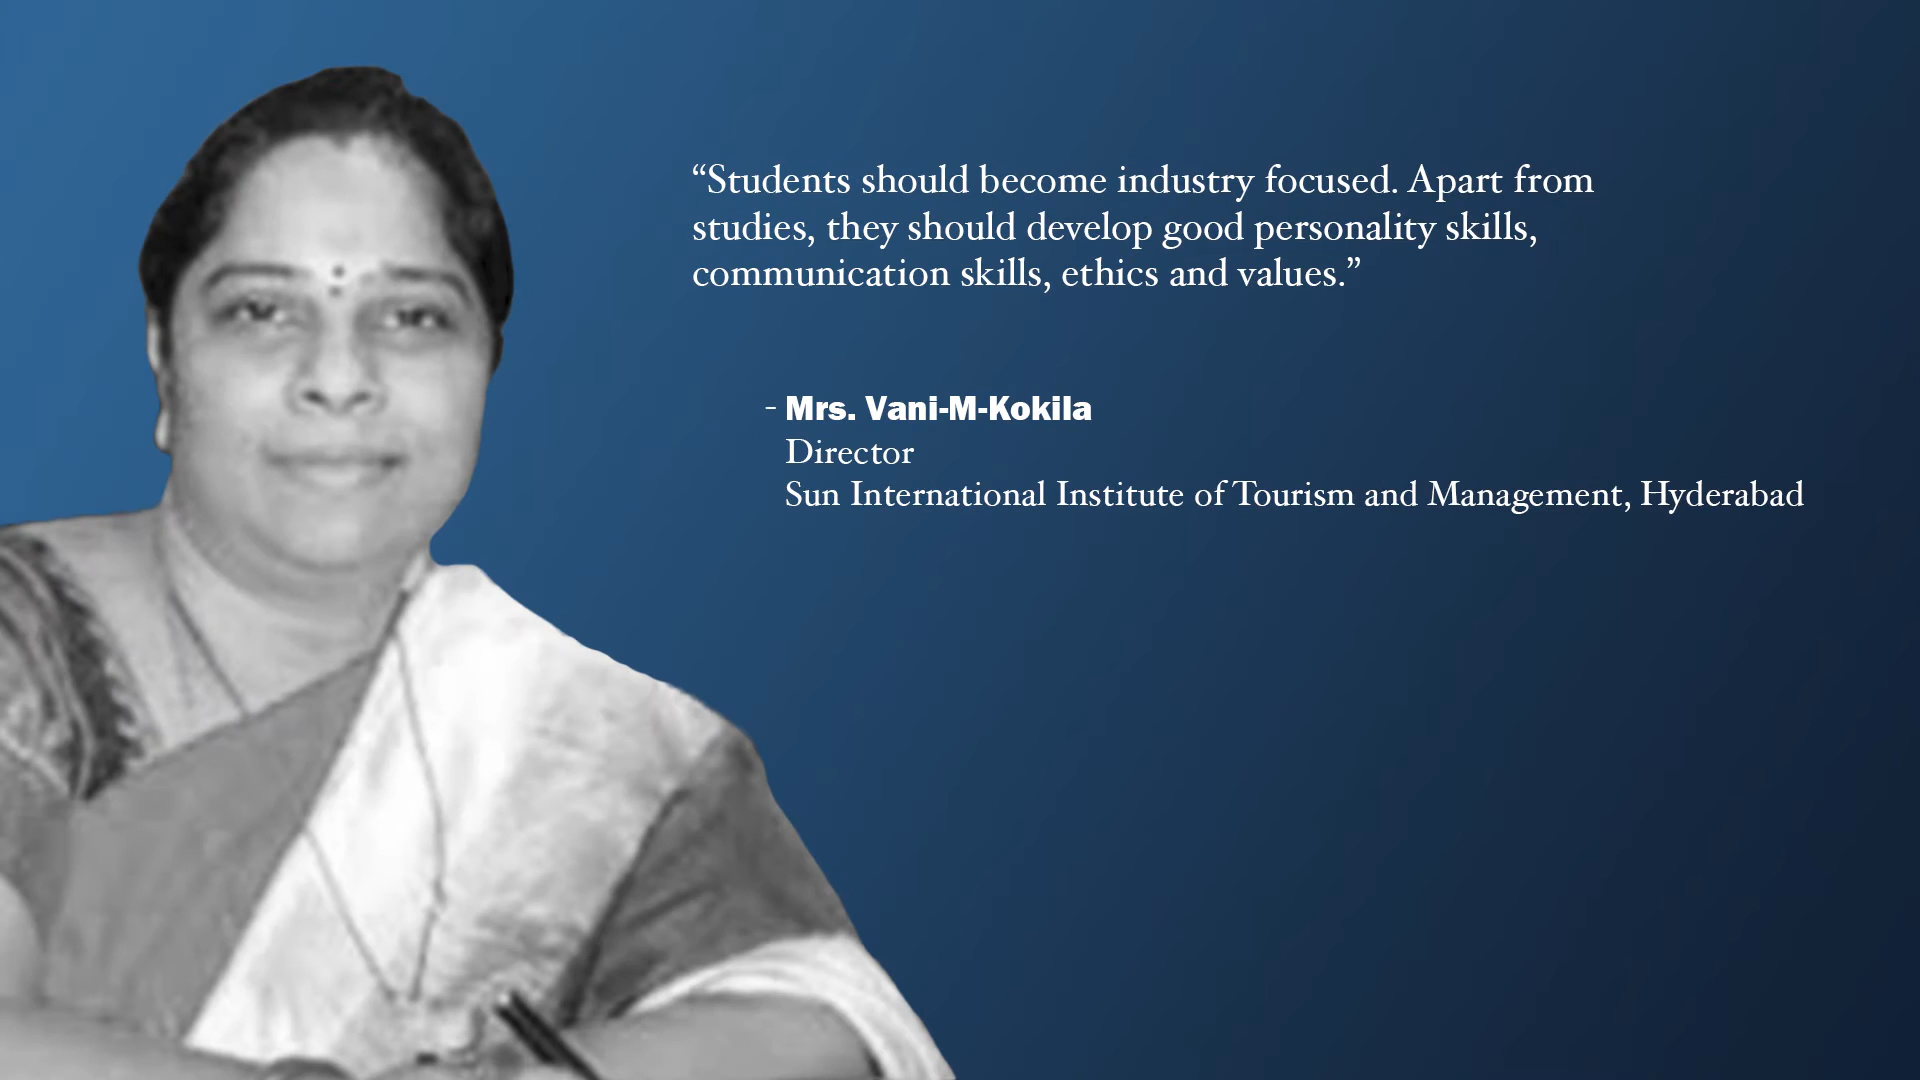 “Students should become industry focused. Apart from
studies, they should develop good personality skills,
communication skills, ethics and values.”
- Mrs. Vani-M-Kokila
Director
Sun International Institute of Tourism and Management, Hyderabad